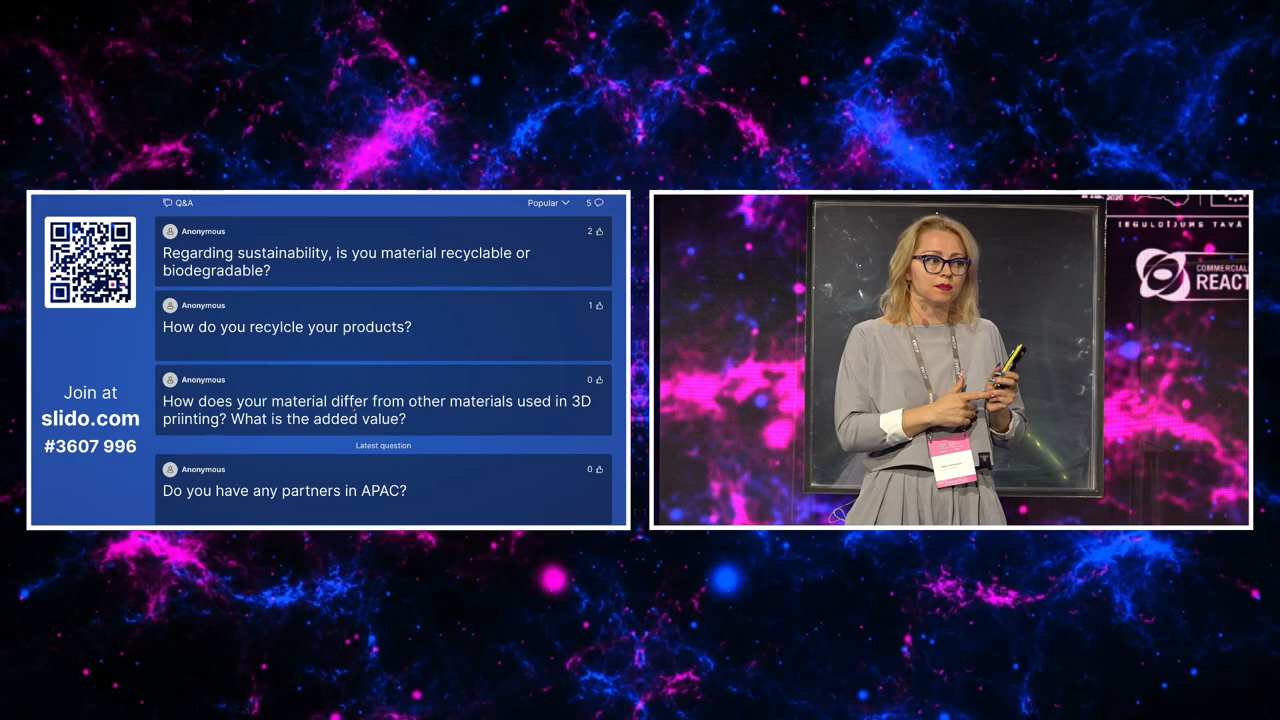 Q&A
Popular
5
Anonymous
2
Regarding sustainability, is you material recyclable or
biodegradable?
Anonymous
1
How do you recylcle your products?
Anonymous
0
How does your material differ from other materials used in 3D
priinting? What is the added value?
Latest question
Anonymous
0
Do you have any partners in APAC?
Join at
slido.com
#3607 996
IEGULDĪJUMS TAVĀ
COMMERCIAL
REACT